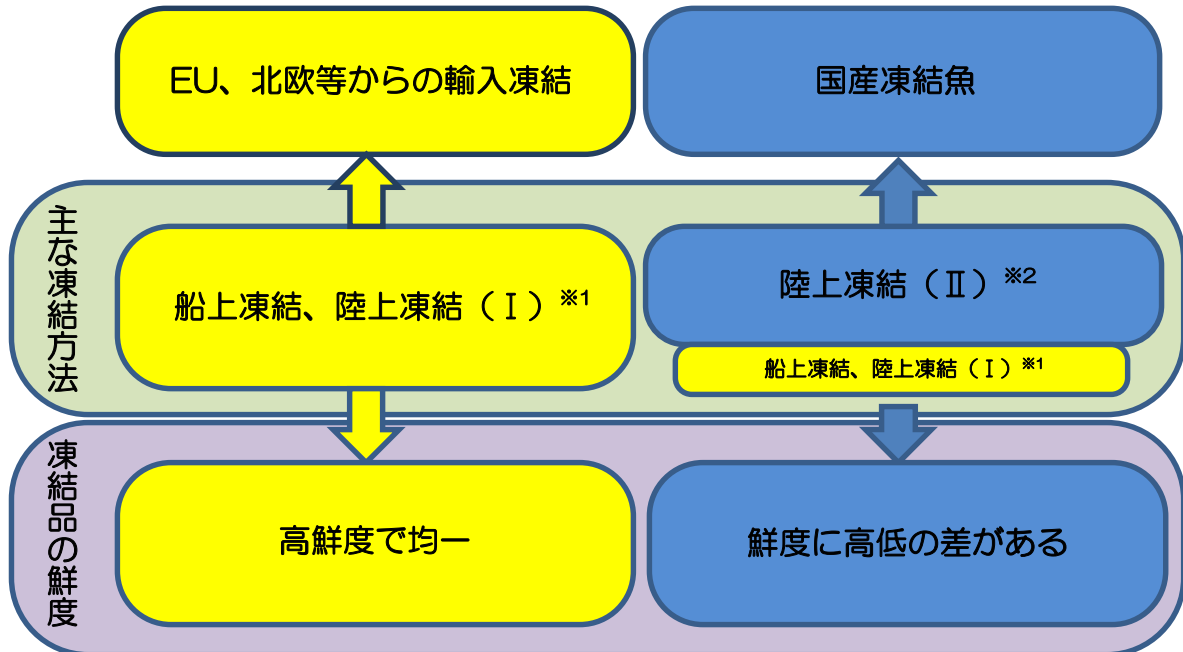 EU、北欧等からの輸入凍結
国産凍結魚
主な凍結方法
船上凍結、陸上凍結（Ⅰ）※1
陸上凍結（Ⅱ）※2
船上凍結、陸上凍結（Ⅰ）※1
凍結品の鮮度
高鮮度で均一
鮮度に高低の差がある